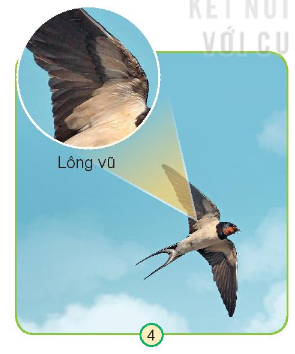 KẾT NỐI
VỚI CU
Lông vũ
4